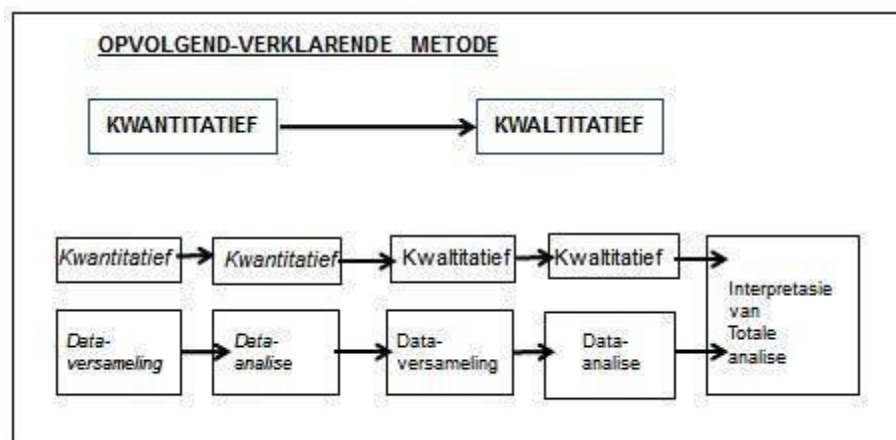 OPVOLGEND-VERKLARENDE METODE
KWANTITATIEF
KWALTITATIEF
Kwantitatief
Kwantitatief
Kwaltitatief
Kwaltitatief
Data-
versameling
Data-
analise
Data-
versameling
Data-
analise
Interpretasie
van
Totale
analise